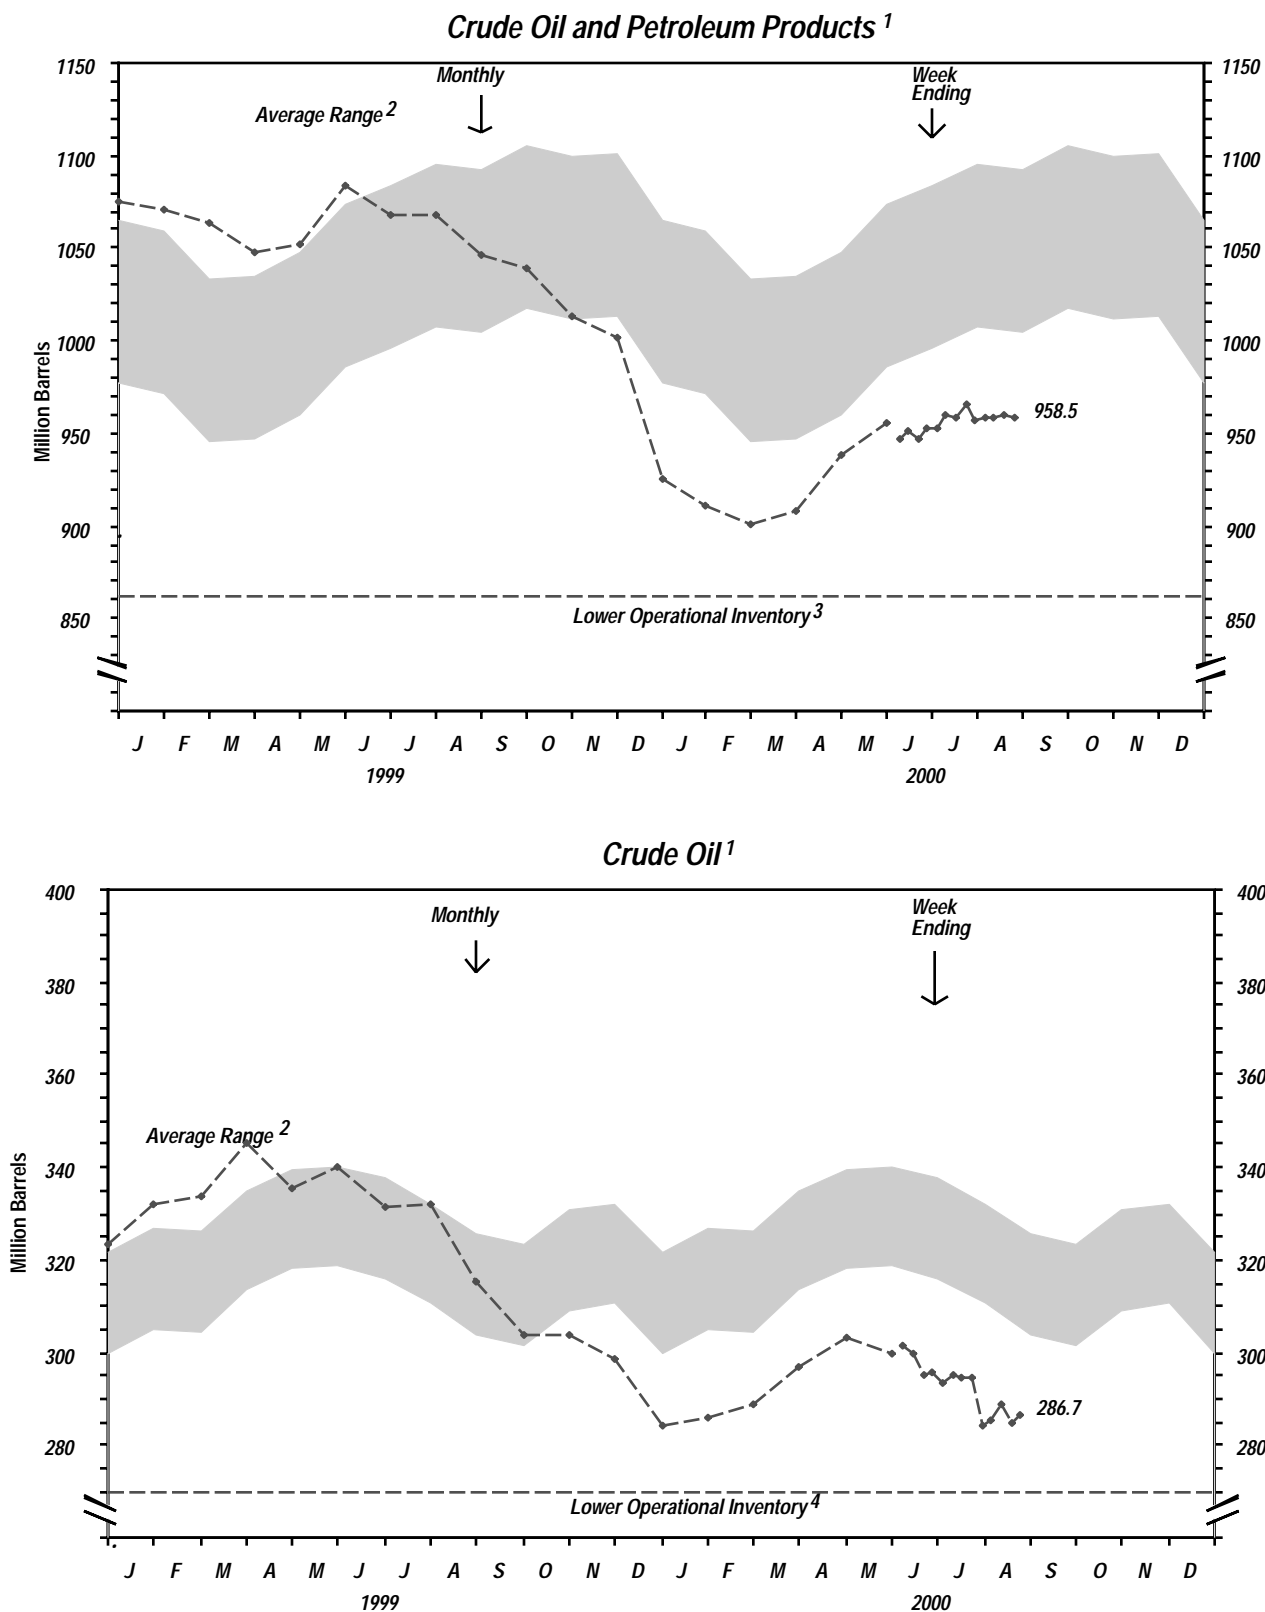 Crude Oil and Petroleum Products 1
1150 Monthly Week 1150
Ending
Average Range 2
1100 1100
1050 1050
1000 1000
Million Barrels
958.5
950 950
900 900
Lower Operational Inventory 3
850 850
J F M A M J J A S O N D J F M A M J J A S O N D
1999 2000
Crude Oil 1
400 400
Monthly Week
Ending
380 380
360 360
Average Range 2
340 340
Million Barrels
320 320
300 300
286.7
280 280
Lower Operational Inventory 4
J F M A M J J A S O N D J F M A M J J A S O N D
1999 2000